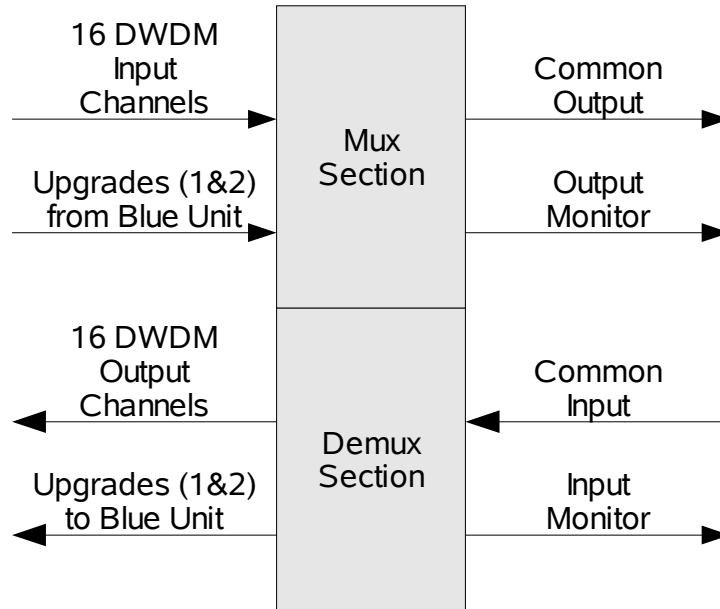 16 DWDM
Input
Channels
Common
Output
Mux
Section
Upgrades (1&2)
from Blue Unit
Output
Monitor
16 DWDM
Output
Channels
Common
Input
Demux
Section
Upgrades (1&2)
to Blue Unit
Input
Monitor